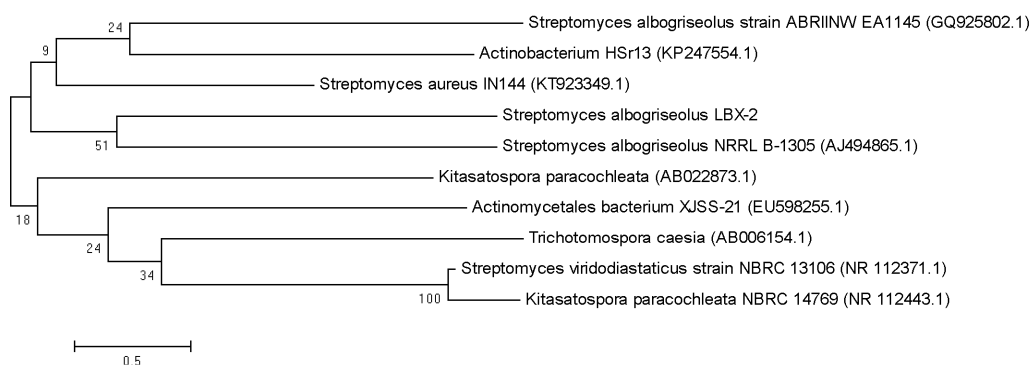 24
Streptomyces albogriseolus strain ABRIINW EA1145 (GQ925802.1)
9
Actinobacterium HSr13 (KP247554.1)
Streptomyces aureus IN144 (KT923349.1)
Streptomyces albogriseolus LBX-2
51
Streptomyces albogriseolus NRRL B-1305 (AJ494865.1)
Kitasatospora paracochleata (AB022873.1)
18
Actinomycetales bacterium XJSS-21 (EU598255.1)
24
Trichotomospora caesia (AB006154.1)
34
Streptomyces viridodiastaticus strain NBRC 13106 (NR 112371.1)
100
Kitasatospora paracochleata NBRC 14769 (NR 112443.1)
0.5